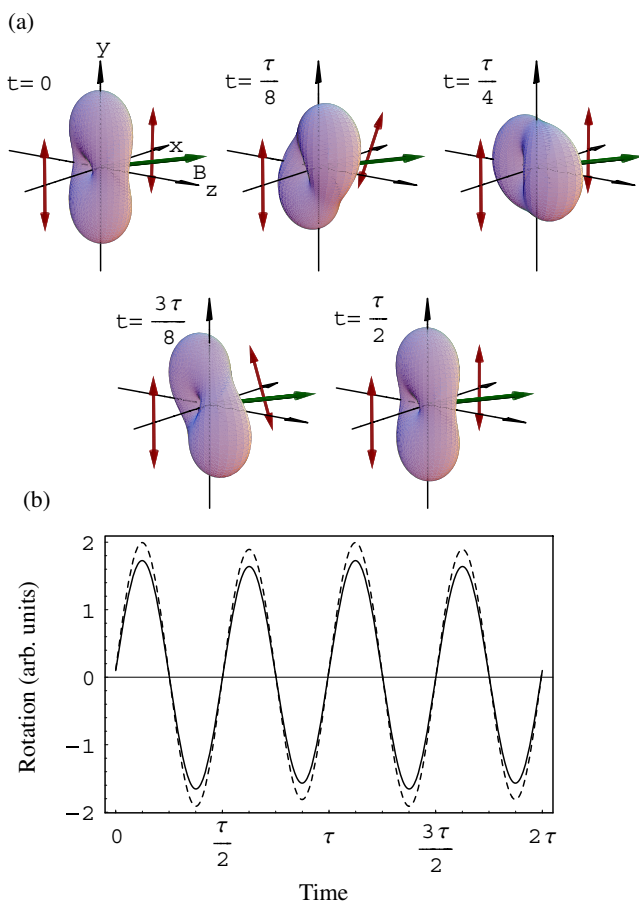 (a)
y
t= 0
x
B
z
t= τ/8
t= τ/4
t= 3τ/8
t= τ/2
(b)
Rotation (arb. units)
2
1
0
−1
−2
0 τ/2 τ 3τ/2 2τ
Time